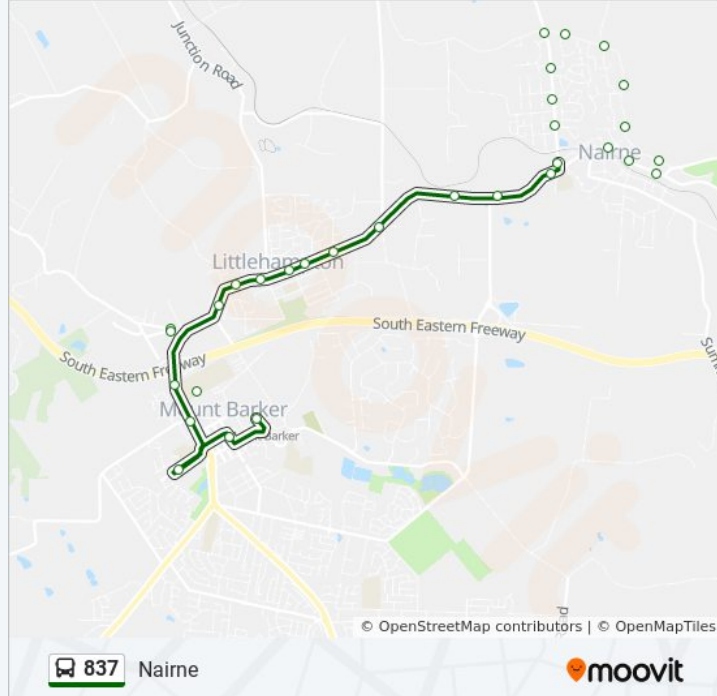 Junction Road
Nairne
Littlehampton
South Eastern Freeway
South Eastern Freeway
Mount Barker
Barker
© OpenStreetMap contributors | © OpenMapTiles
837 Nairne
moovit